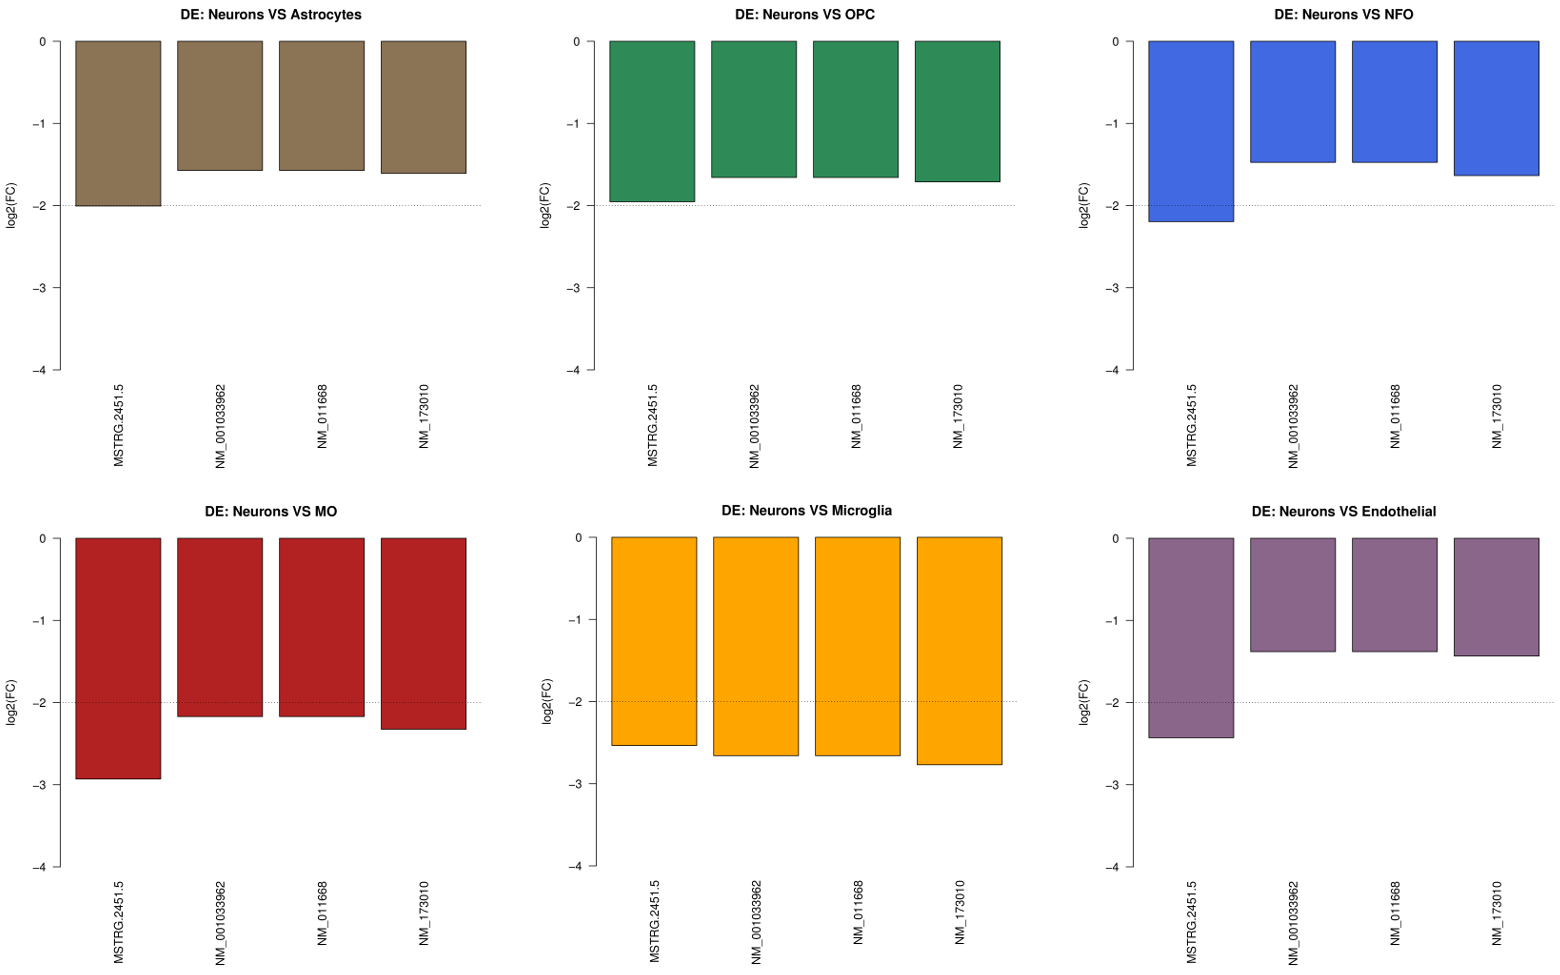 DE: Neurons VS Astrocytes
0
−1
−2
−3
−4
log2(FC)
MSTRG.2451.5
NM_001033962
NM_011668
NM_173010
DE: Neurons VS OPC
0
−1
−2
−3
−4
log2(FC)
MSTRG.2451.5
NM_001033962
NM_011668
NM_173010
DE: Neurons VS NFO
0
−1
−2
−3
−4
log2(FC)
MSTRG.2451.5
NM_001033962
NM_011668
NM_173010
DE: Neurons VS MO
0
−1
−2
−3
−4
log2(FC)
MSTRG.2451.5
NM_001033962
NM_011668
NM_173010
DE: Neurons VS Microglia
0
−1
−2
−3
−4
log2(FC)
MSTRG.2451.5
NM_001033962
NM_011668
NM_173010
DE: Neurons VS Endothelial
0
−1
−2
−3
−4
log2(FC)
MSTRG.2451.5
NM_001033962
NM_011668
NM_173010